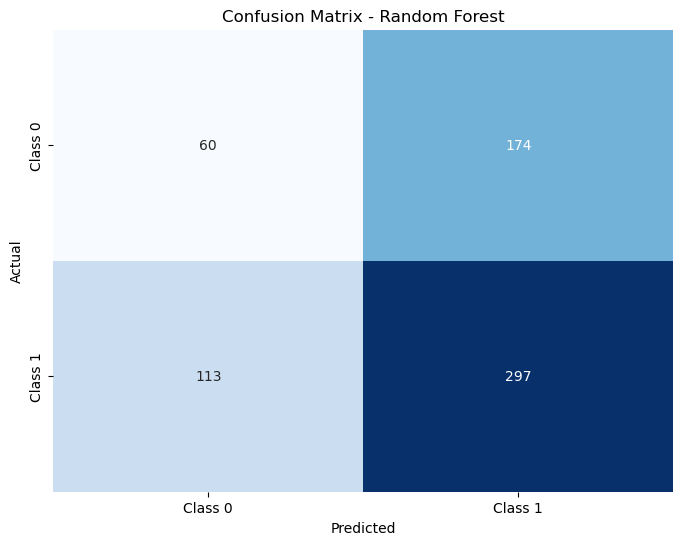 Confusion Matrix - Random Forest
Actual
Class 0
60
174
Class 1
113
297
Class 0
Class 1
Predicted